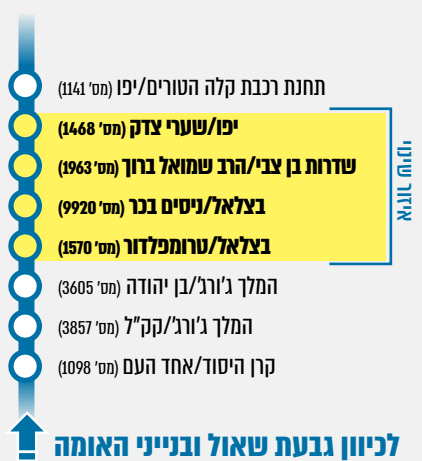 תחנת רכבת קלה הטורים/יפו (מס' 1141)
יפו/שערי צדק (מס' 1468)
שדרות בן צבי/הרב שמואל ברוך (מס' 1963)
בצלאל/ניסים בכר (מס' 9920)
בצלאל/טרומפלדור (מס' 1570)
איזור שינוי
המלך ג'ורג'/בן יהודה (מס' 3605)
המלך ג'ורג'/קק"ל (מס' 3857)
קרן היסוד/אחד העם (מס' 1098)
לכיוון גבעת שאול ובנייני האומה